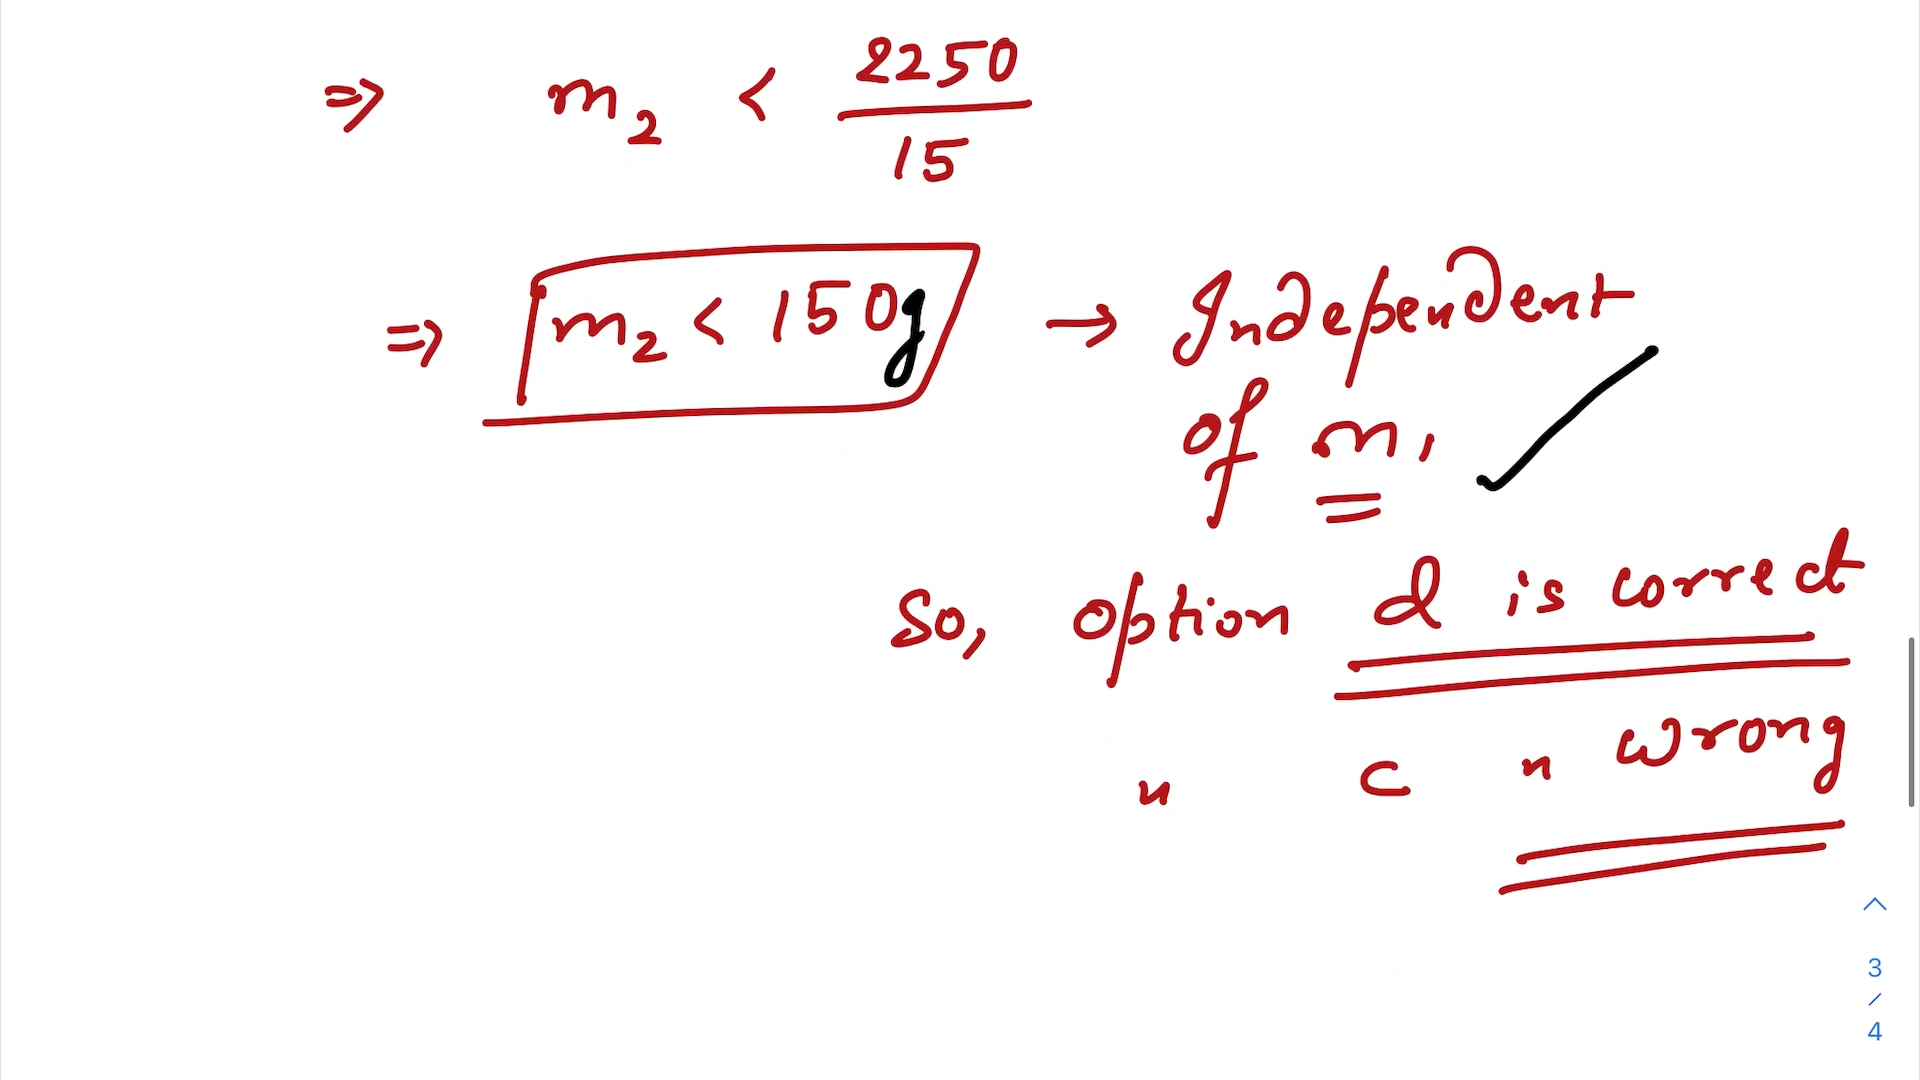 ⇒ m₂ < 2250/15
⇒ m₂ < 150g → Independent
of m₁
So, option d is correct
" c " wrong
3
/
4